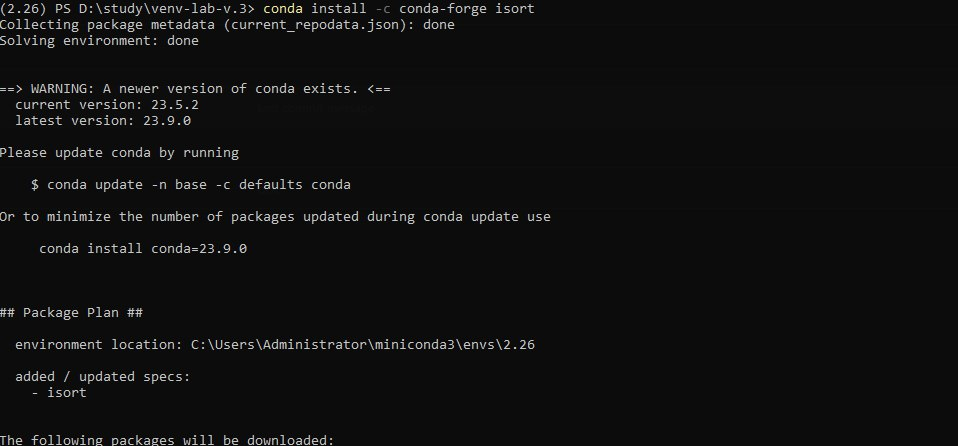 (2.26) PS D:\study\venv-lab-v.3> conda install -c conda-forge isort
Collecting package metadata (current_repodata.json): done
Solving environment: done
==> WARNING: A newer version of conda exists. <==
current version: 23.5.2
latest version: 23.9.0
Please update conda by running
$ conda update -n base -c defaults conda
Or to minimize the number of packages updated during conda update use
conda install conda=23.9.0
## Package Plan ##
environment location: C:\Users\Administrator\miniconda3\envs\2.26
added / updated specs:
- isort
The following packages will be downloaded: